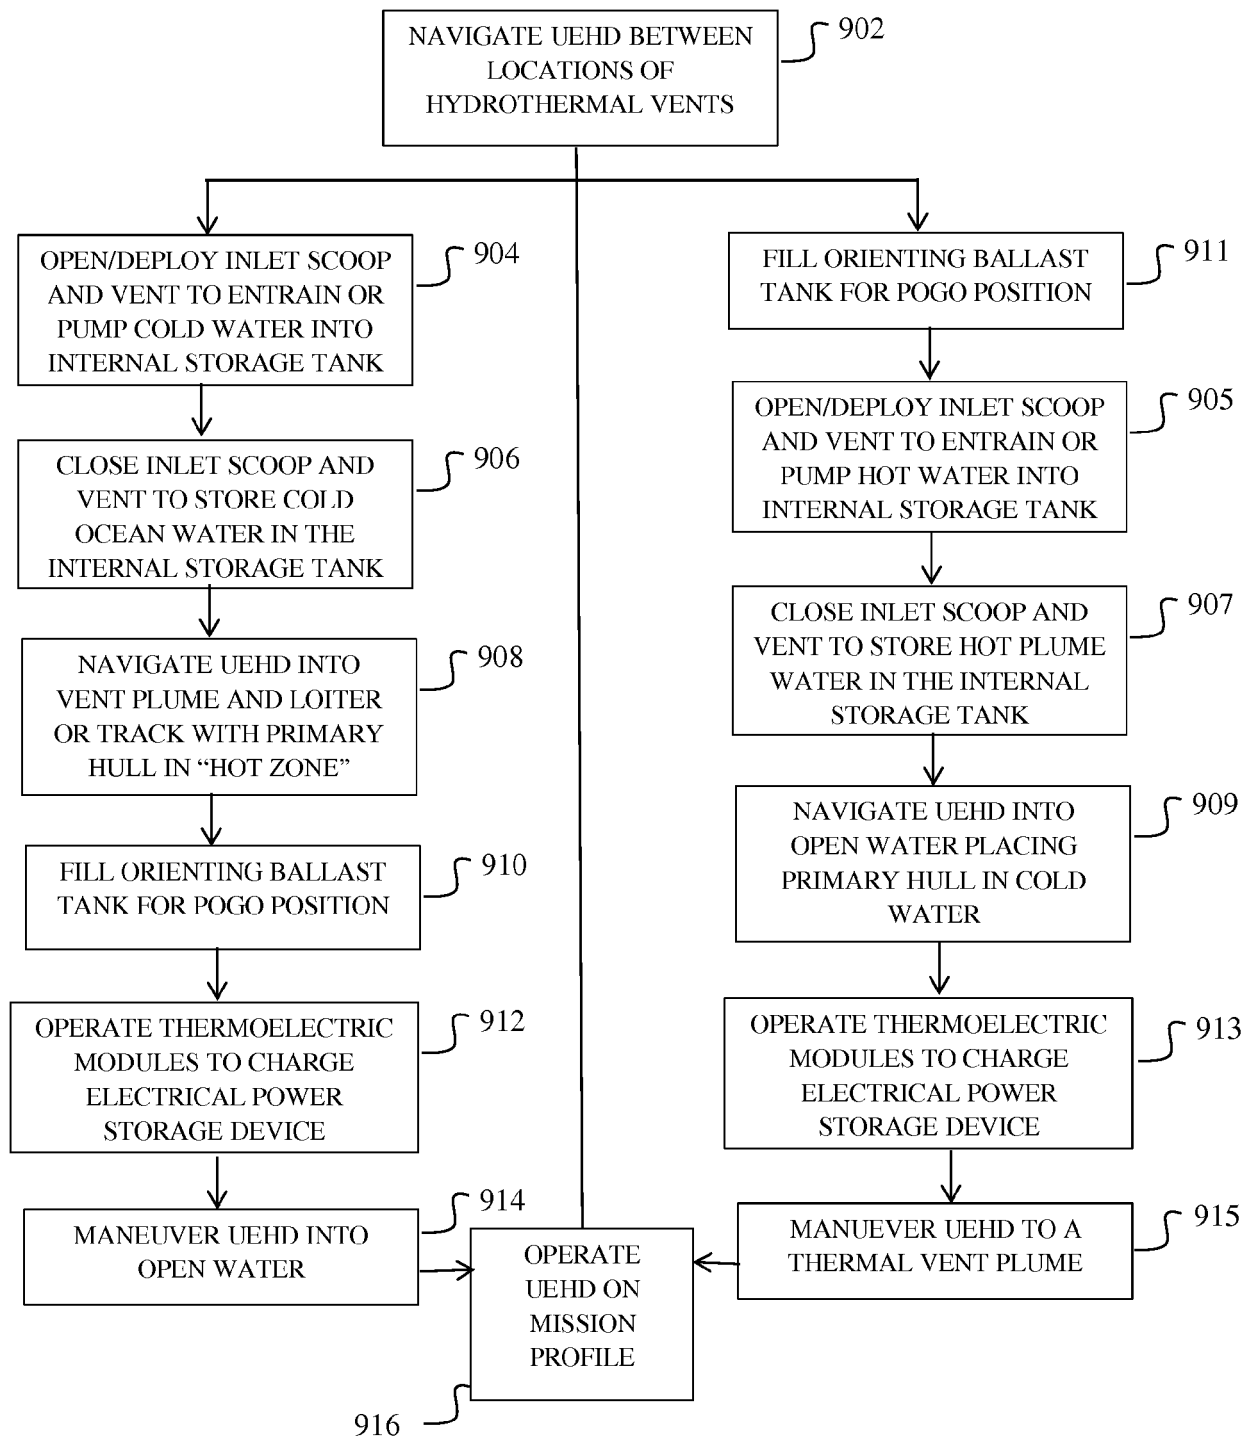 NAVIGATE UEHD BETWEEN
LOCATIONS OF
HYDROTHERMAL VENTS
902
OPEN/DEPLOY INLET SCOOP
AND VENT TO ENTRAIN OR
PUMP COLD WATER INTO
INTERNAL STORAGE TANK
904
CLOSE INLET SCOOP AND
VENT TO STORE COLD
OCEAN WATER IN THE
INTERNAL STORAGE TANK
906
NAVIGATE UEHD INTO
VENT PLUME AND LOITER
OR TRACK WITH PRIMARY
HULL IN “HOT ZONE”
908
FILL ORIENTING BALLAST
TANK FOR POGO POSITION
910
OPERATE THERMOELECTRIC
MODULES TO CHARGE
ELECTRICAL POWER
STORAGE DEVICE
912
MANEUVER UEHD INTO
OPEN WATER
914
FILL ORIENTING BALLAST
TANK FOR POGO POSITION
911
OPEN/DEPLOY INLET SCOOP
AND VENT TO ENTRAIN OR
PUMP HOT WATER INTO
INTERNAL STORAGE TANK
905
CLOSE INLET SCOOP AND
VENT TO STORE HOT PLUME
WATER IN THE INTERNAL
STORAGE TANK
907
NAVIGATE UEHD INTO
OPEN WATER PLACING
PRIMARY HULL IN COLD
WATER
909
OPERATE THERMOELECTRIC
MODULES TO CHARGE
ELECTRICAL POWER
STORAGE DEVICE
913
MANUEVER UEHD TO A
THERMAL VENT PLUME
915
OPERATE
UEHD ON
MISSION
PROFILE
916